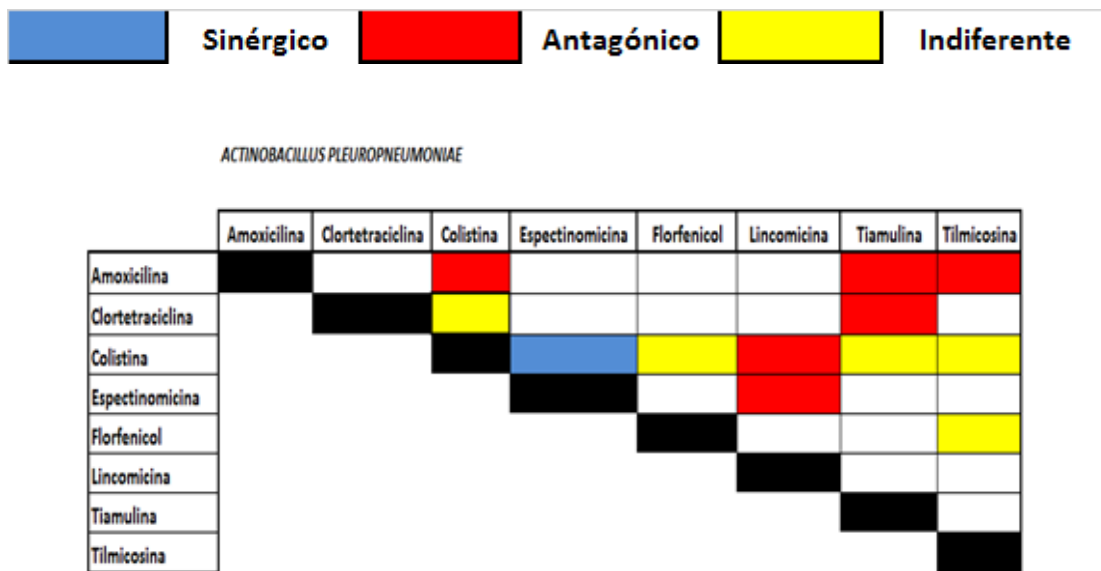 Sinérgico Antagónico Indiferente
ACTINOBACILLUS PLEUROPNEUMONIAE
Amoxicilina Clortetraciclina Colistina Espectinomicina Florfenicol Lincomicina Tiamulina Tilmicosina
Amoxicilina
Clortetraciclina
Colistina
Espectinomicina
Florfenicol
Lincomicina
Tiamulina
Tilmicosina